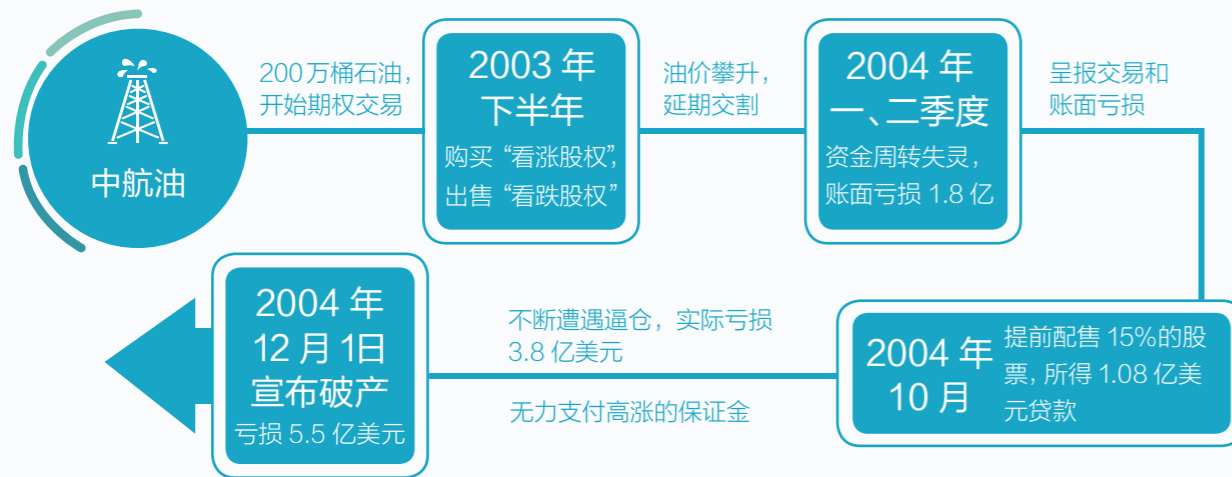 中航油
200万桶石油，
开始期权交易
2003 年
下半年
购买“看涨股权”，
出售“看跌股权”
油价攀升，
延期交割
2004 年
一、二季度
资金周转失灵，
账面亏损 1.8 亿
呈报交易和
账面亏损
2004 年
10 月
提前配售 15%的股
票，所得 1.08 亿美
元贷款
不断遭遇逼仓，实际亏损
3.8 亿美元
无力支付高涨的保证金
2004 年
12 月 1日
宣布破产
亏损 5.5 亿美元